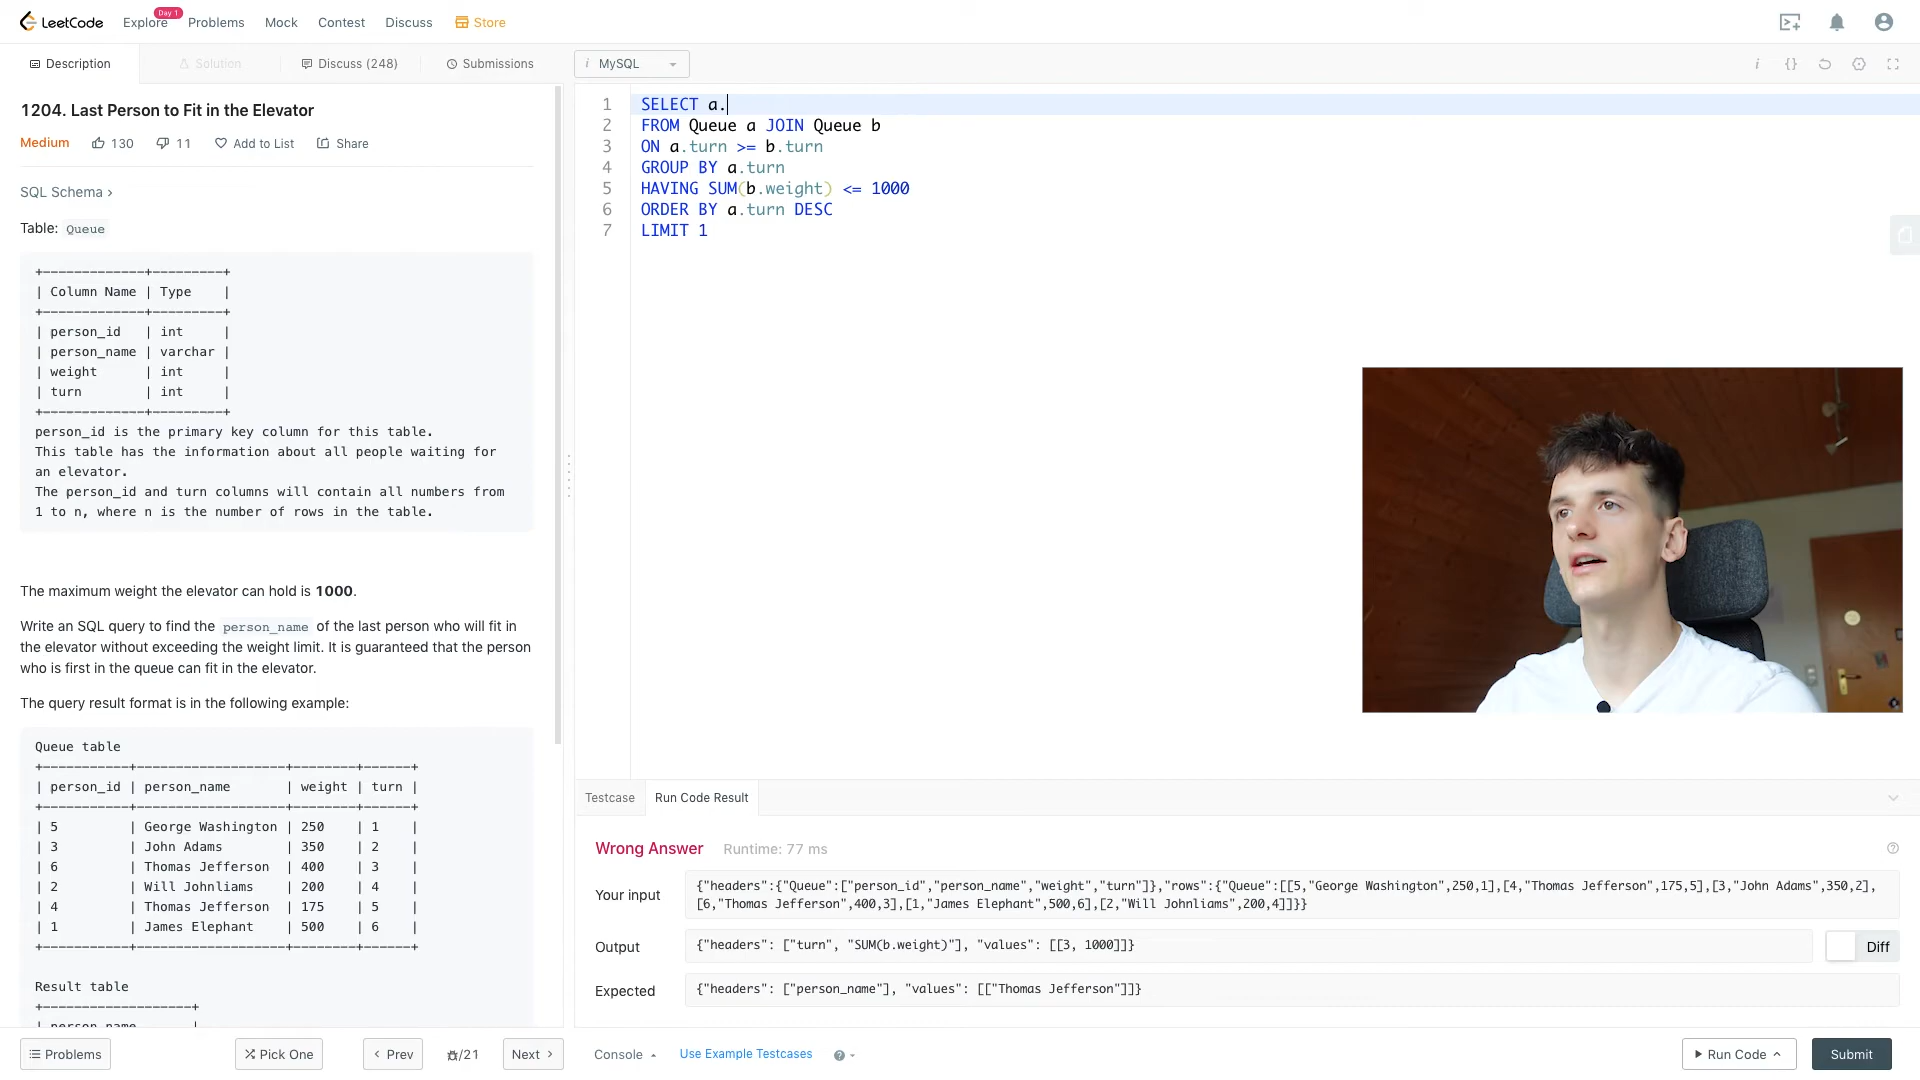 LeetCode
Explore
Day 1
Problems
Mock
Contest
Discuss
Store
Description
Solution
Discuss (248)
Submissions
i MySQL
1204. Last Person to Fit in the Elevator
Medium
130
11
Add to List
Share
SQL Schema ›
Table: Queue
+-------------+---------+
| Column Name | Type    |
+-------------+---------+
| person_id   | int     |
| person_name | varchar |
| weight      | int     |
| turn        | int     |
+-------------+---------+
person_id is the primary key column for this table.
This table has the information about all people waiting for
an elevator.
The person_id and turn columns will contain all numbers from
1 to n, where n is the number of rows in the table.
The maximum weight the elevator can hold is 1000.
Write an SQL query to find the person_name of the last person who will fit in
the elevator without exceeding the weight limit. It is guaranteed that the person
who is first in the queue can fit in the elevator.
The query result format is in the following example:
Queue table
+-----------+-------------------+--------+------+
| person_id | person_name       | weight | turn |
+-----------+-------------------+--------+------+
| 5         | George Washington | 250    | 1    |
| 3         | John Adams        | 350    | 2    |
| 6         | Thomas Jefferson  | 400    | 3    |
| 2         | Will Johnliams    | 200    | 4    |
| 4         | Thomas Jefferson  | 175    | 5    |
| 1         | James Elephant    | 500    | 6    |
+-----------+-------------------+--------+------+
Result table
+-------------------+
| person_name       |
1 SELECT a.
2 FROM Queue a JOIN Queue b
3 ON a.turn >= b.turn
4 GROUP BY a.turn
5 HAVING SUM(b.weight) <= 1000
6 ORDER BY a.turn DESC
7 LIMIT 1
Testcase
Run Code Result
Wrong Answer
Runtime: 77 ms
Your input
{"headers":{"Queue":["person_id","person_name","weight","turn"]},"rows":{"Queue":[[5,"George Washington",250,1],[4,"Thomas Jefferson",175,5],[3,"John Adams",350,2],
[6,"Thomas Jefferson",400,3],[1,"James Elephant",500,6],[2,"Will Johnliams",200,4]]}}
Output
{"headers": ["turn", "SUM(b.weight)"], "values": [[3, 1000]]}
Diff
Expected
{"headers": ["person_name"], "values": [["Thomas Jefferson"]]}
Problems
Pick One
‹ Prev
/21
Next ›
Console
Use Example Testcases
Run Code
Submit